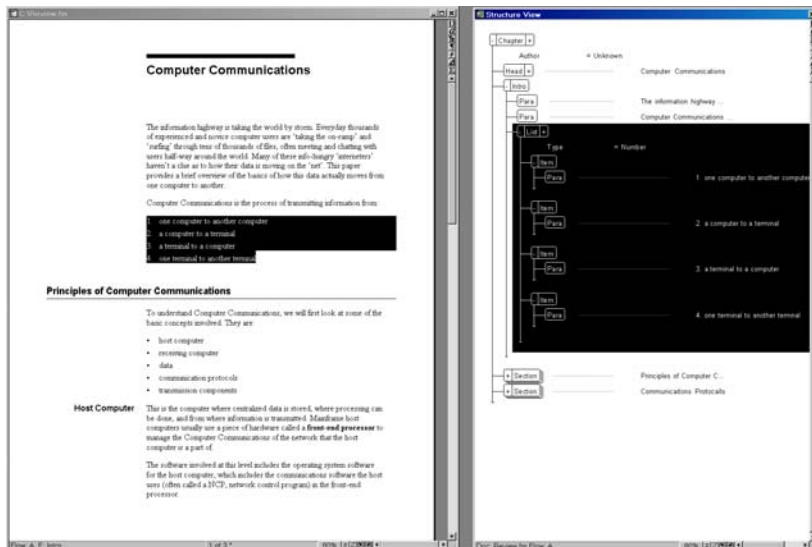 Computer Communications
The information highway is taking the world by storm. Everyday thousands
of experienced and novice computer users are 'taking the on-ramp' and
'surfing' through tens of thousands of files, often meeting and chatting with
users half-way around the world. Many of these info-hungry 'interneters'
haven't a clue as to how their data is moving on the 'net'. This paper
provides a brief overview of the basics of how this data actually moves from
one computer to another.
Computer Communications is the process of transmitting information from:
1 one computer to another computer
2 a computer to a terminal
3 a terminal to a computer
4 one terminal to another terminal
Principles of Computer Communications
To understand Computer Communications, we will first look at some of the
basic concepts involved. They are:
• host computer
• receiving computer
• data
• communication protocols
• transmission components
Host Computer
This is the computer where centralized data is stored, where processing can
be done, and from where information is transmitted. Mainframe host
computers usually use a piece of hardware called a front-end processor to
manage the Computer Communications of the network that the host
computer is a part of.
The software involved at this level includes the operating system software
for the host computer, which includes the communications software the host
uses (often called a NCP, network control program) in the front-end
processor.
Flow: A E: Intro
1 of 3 *
80%
Structure View
- Chapter +
Author = Unknown
Head + Computer Communications
- Intro
Para The information highway ...
Para Computer Communications ...
- List +
Type = Number
- Item
Para 1. one computer to another computer
- Item
Para 2. a computer to a terminal
- Item
Para 3. a terminal to a computer
- Item
Para 4. one terminal to another terminal
+ Section Principles of Computer C...
+ Section Communications Protocalls
80%